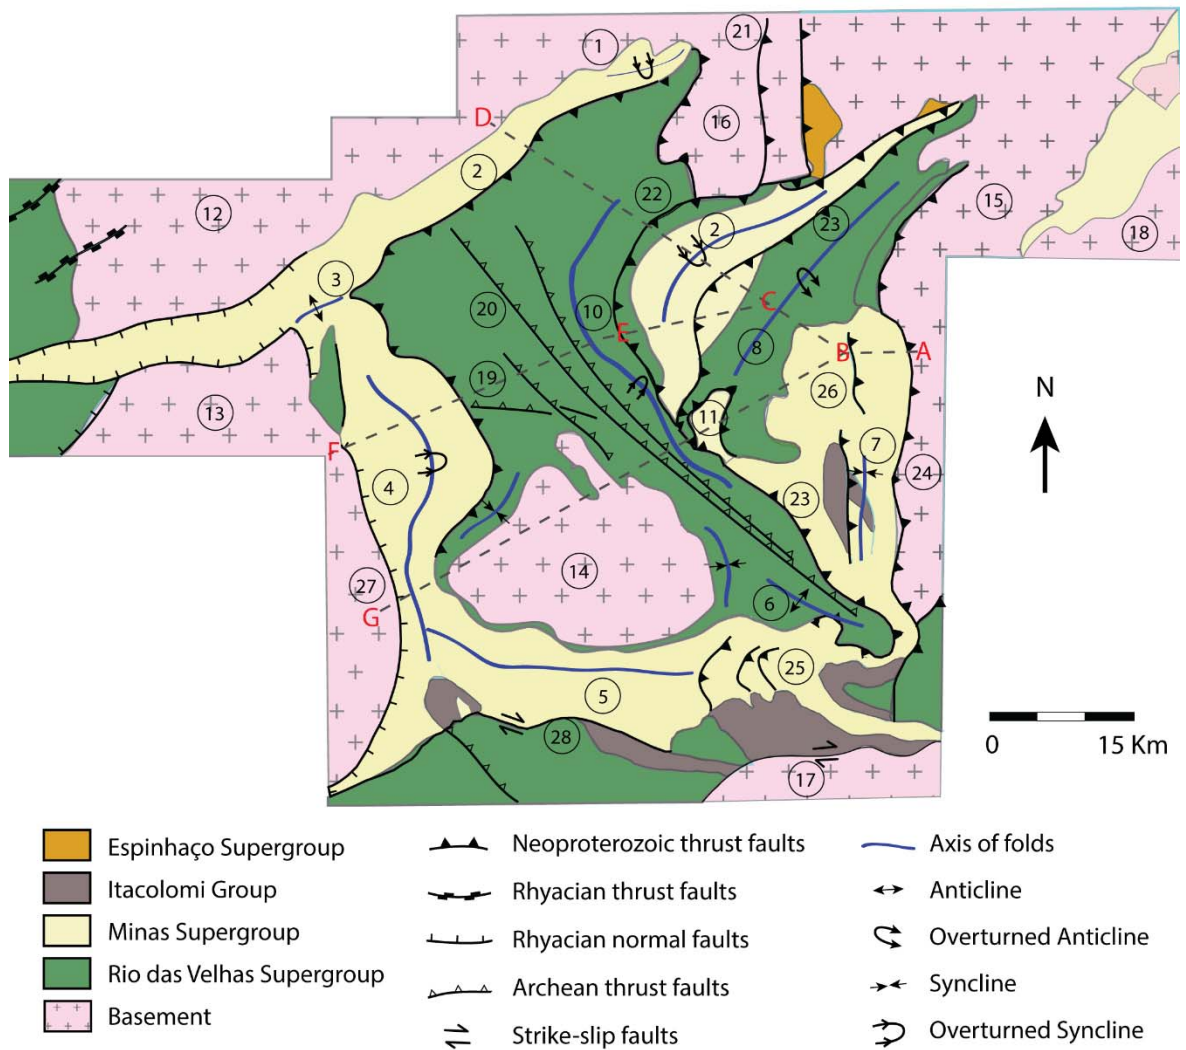 1
21
D
16
2
12
22
2
23
15
18
3
C
10
E
20
8
B
A
26
19
13
11
N
F
7
4
24
23
14
27
G
6
25
5
28
17
0
15 Km
Espinhaço Supergroup
Itacolomi Group
Minas Supergroup
Rio das Velhas Supergroup
Basement
Neoproterozoic thrust faults
Rhyacian thrust faults
Rhyacian normal faults
Archean thrust faults
Strike-slip faults
Axis of folds
Anticline
Overturned Anticline
Syncline
Overturned Syncline